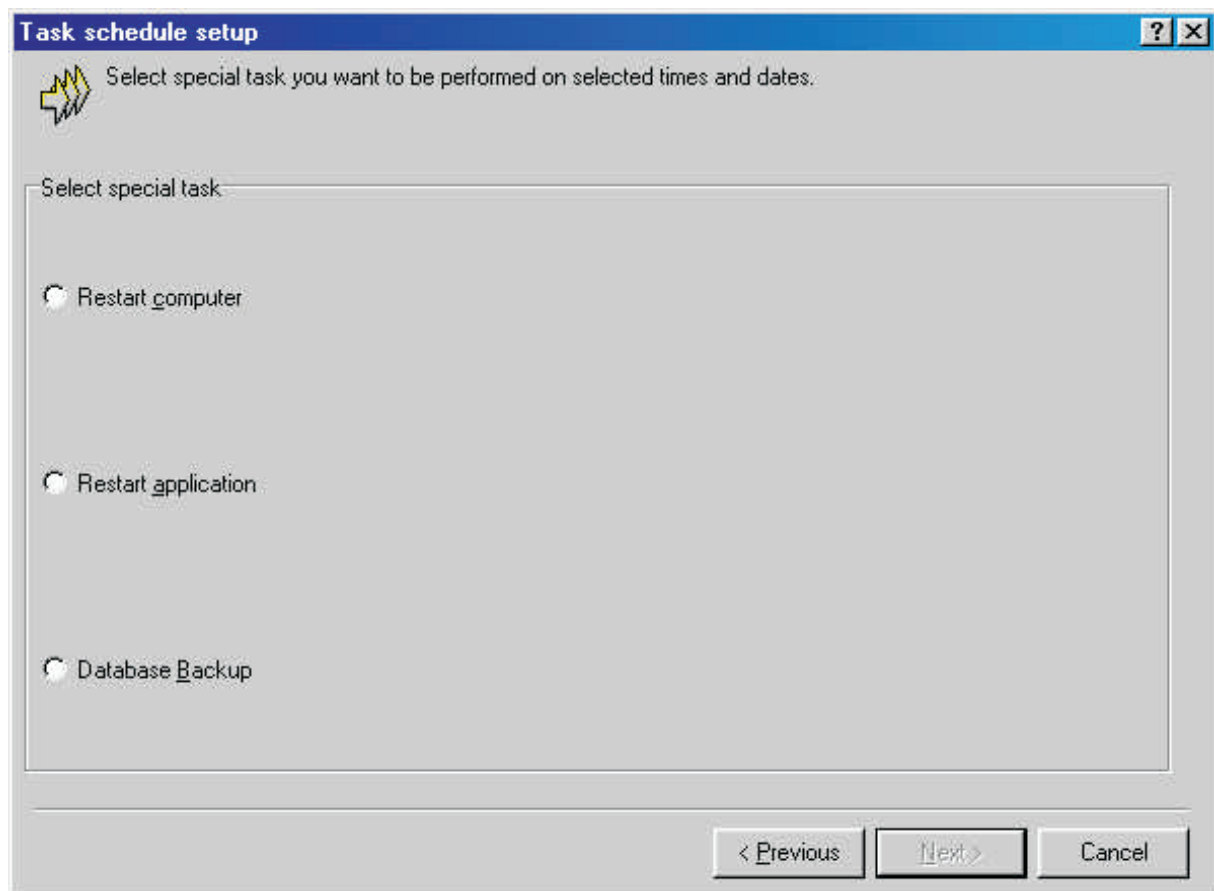 Task schedule setup
Select special task you want to be performed on selected times and dates.
Select special task
Restart computer
Restart application
Database Backup
< Previous
Next >
Cancel